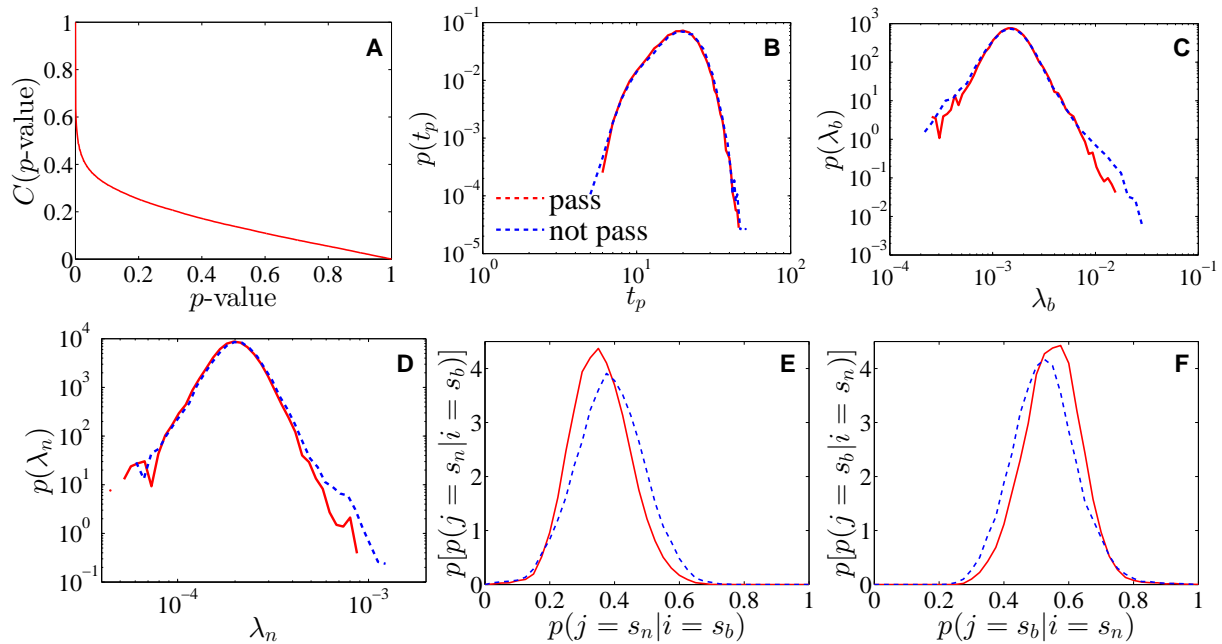 A
C(p-value)
1
0.8
0.6
0.4
0.2
0
0 0.2 0.4 0.6 0.8 1
p-value
B
p(t_p)
10^-1
10^-2
10^-3
10^-4
10^-5
pass
not pass
10^0 10^1 10^2
t_p
C
p(λ_b)
10^3
10^2
10^1
10^0
10^-1
10^-2
10^-3
10^-4 10^-3 10^-2 10^-1
λ_b
D
p(λ_n)
10^4
10^3
10^2
10^1
10^0
10^-1
10^-4 10^-3
λ_n
E
p[p(j = s_n|i = s_b)]
4
3
2
1
0
0 0.2 0.4 0.6 0.8 1
p(j = s_n|i = s_b)
F
p[p(j = s_b|i = s_n)]
4
3
2
1
0
0 0.2 0.4 0.6 0.8 1
p(j = s_b|i = s_n)